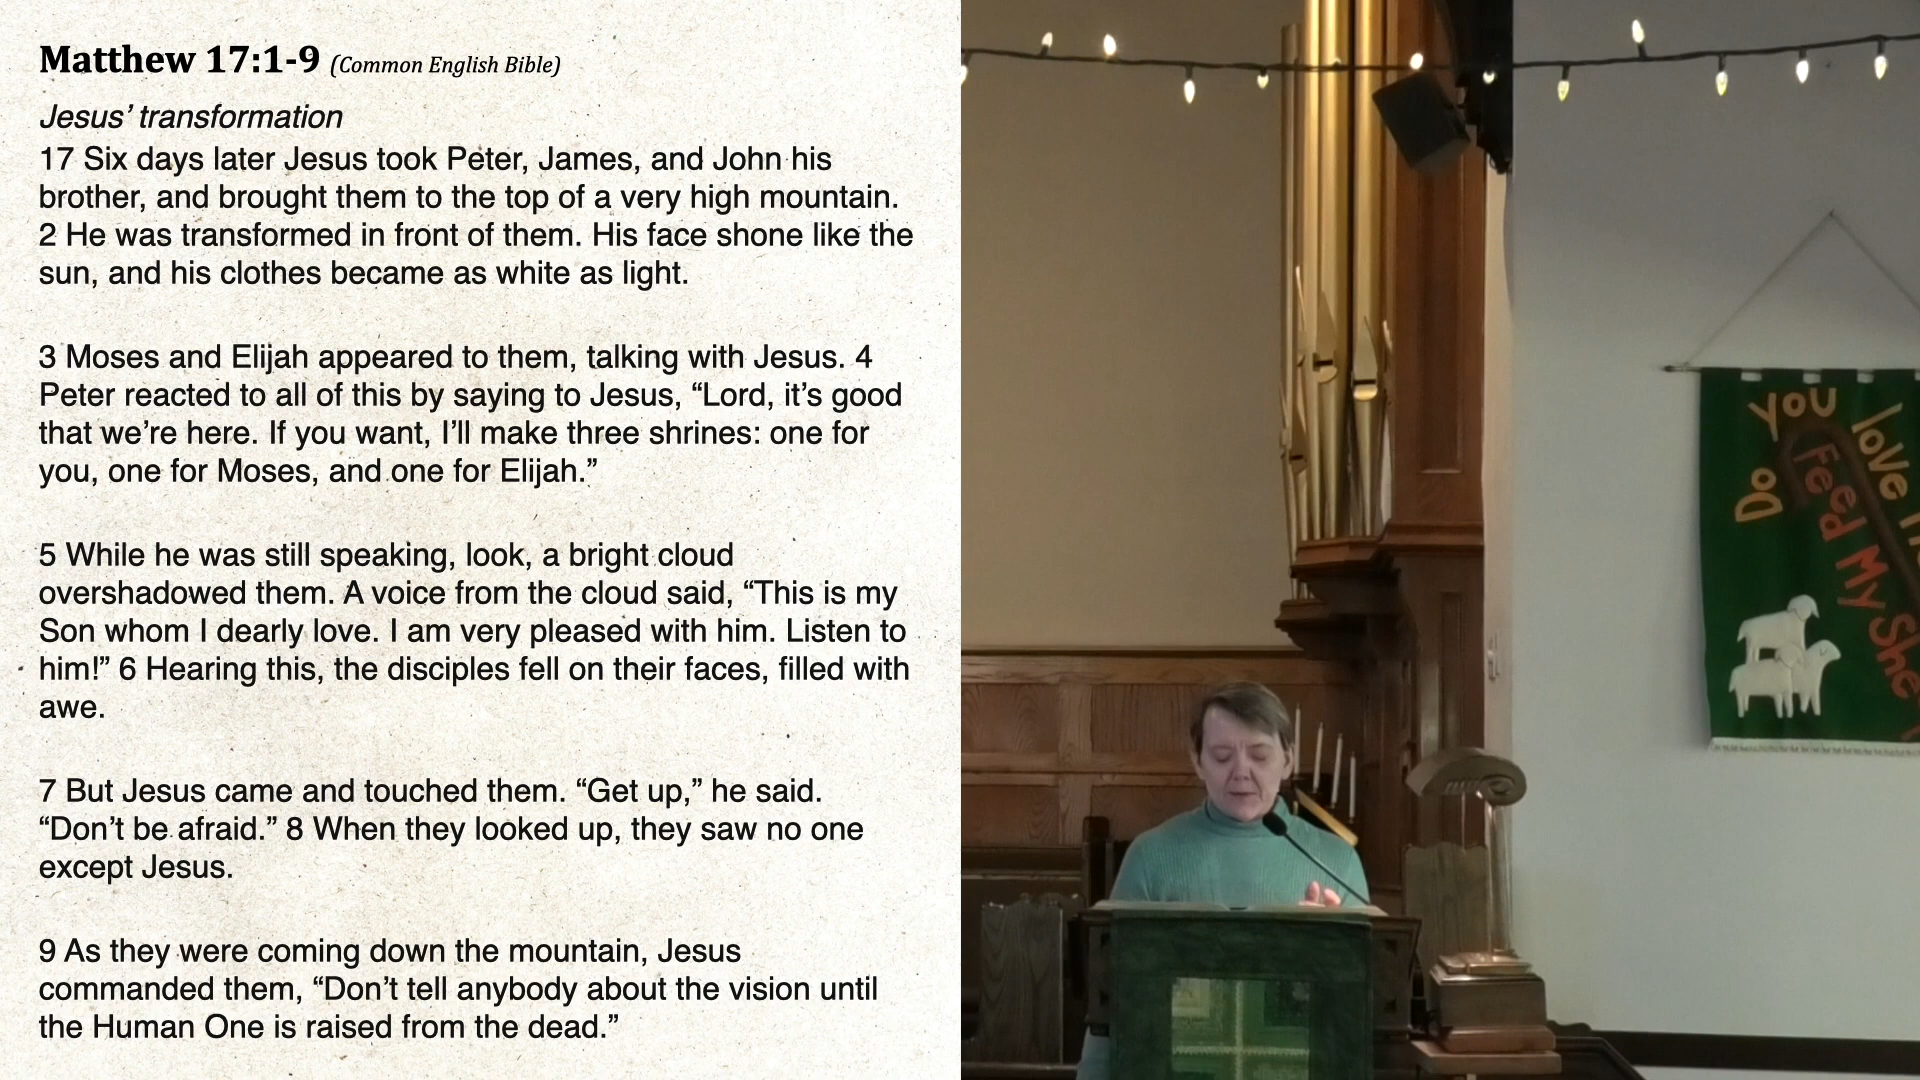 Matthew 17:1-9 (Common English Bible)
Jesus’ transformation
17 Six days later Jesus took Peter, James, and John his
brother, and brought them to the top of a very high mountain.
2 He was transformed in front of them. His face shone like the
sun, and his clothes became as white as light.
3 Moses and Elijah appeared to them, talking with Jesus. 4
Peter reacted to all of this by saying to Jesus, “Lord, it’s good
that we’re here. If you want, I’ll make three shrines: one for
you, one for Moses, and one for Elijah.”
5 While he was still speaking, look, a bright cloud
overshadowed them. A voice from the cloud said, “This is my
Son whom I dearly love. I am very pleased with him. Listen to
him!” 6 Hearing this, the disciples fell on their faces, filled with
awe.
7 But Jesus came and touched them. “Get up,” he said.
“Don’t be afraid.” 8 When they looked up, they saw no one
except Jesus.
9 As they were coming down the mountain, Jesus
commanded them, “Don’t tell anybody about the vision until
the Human One is raised from the dead.”
Do you love
Feed My